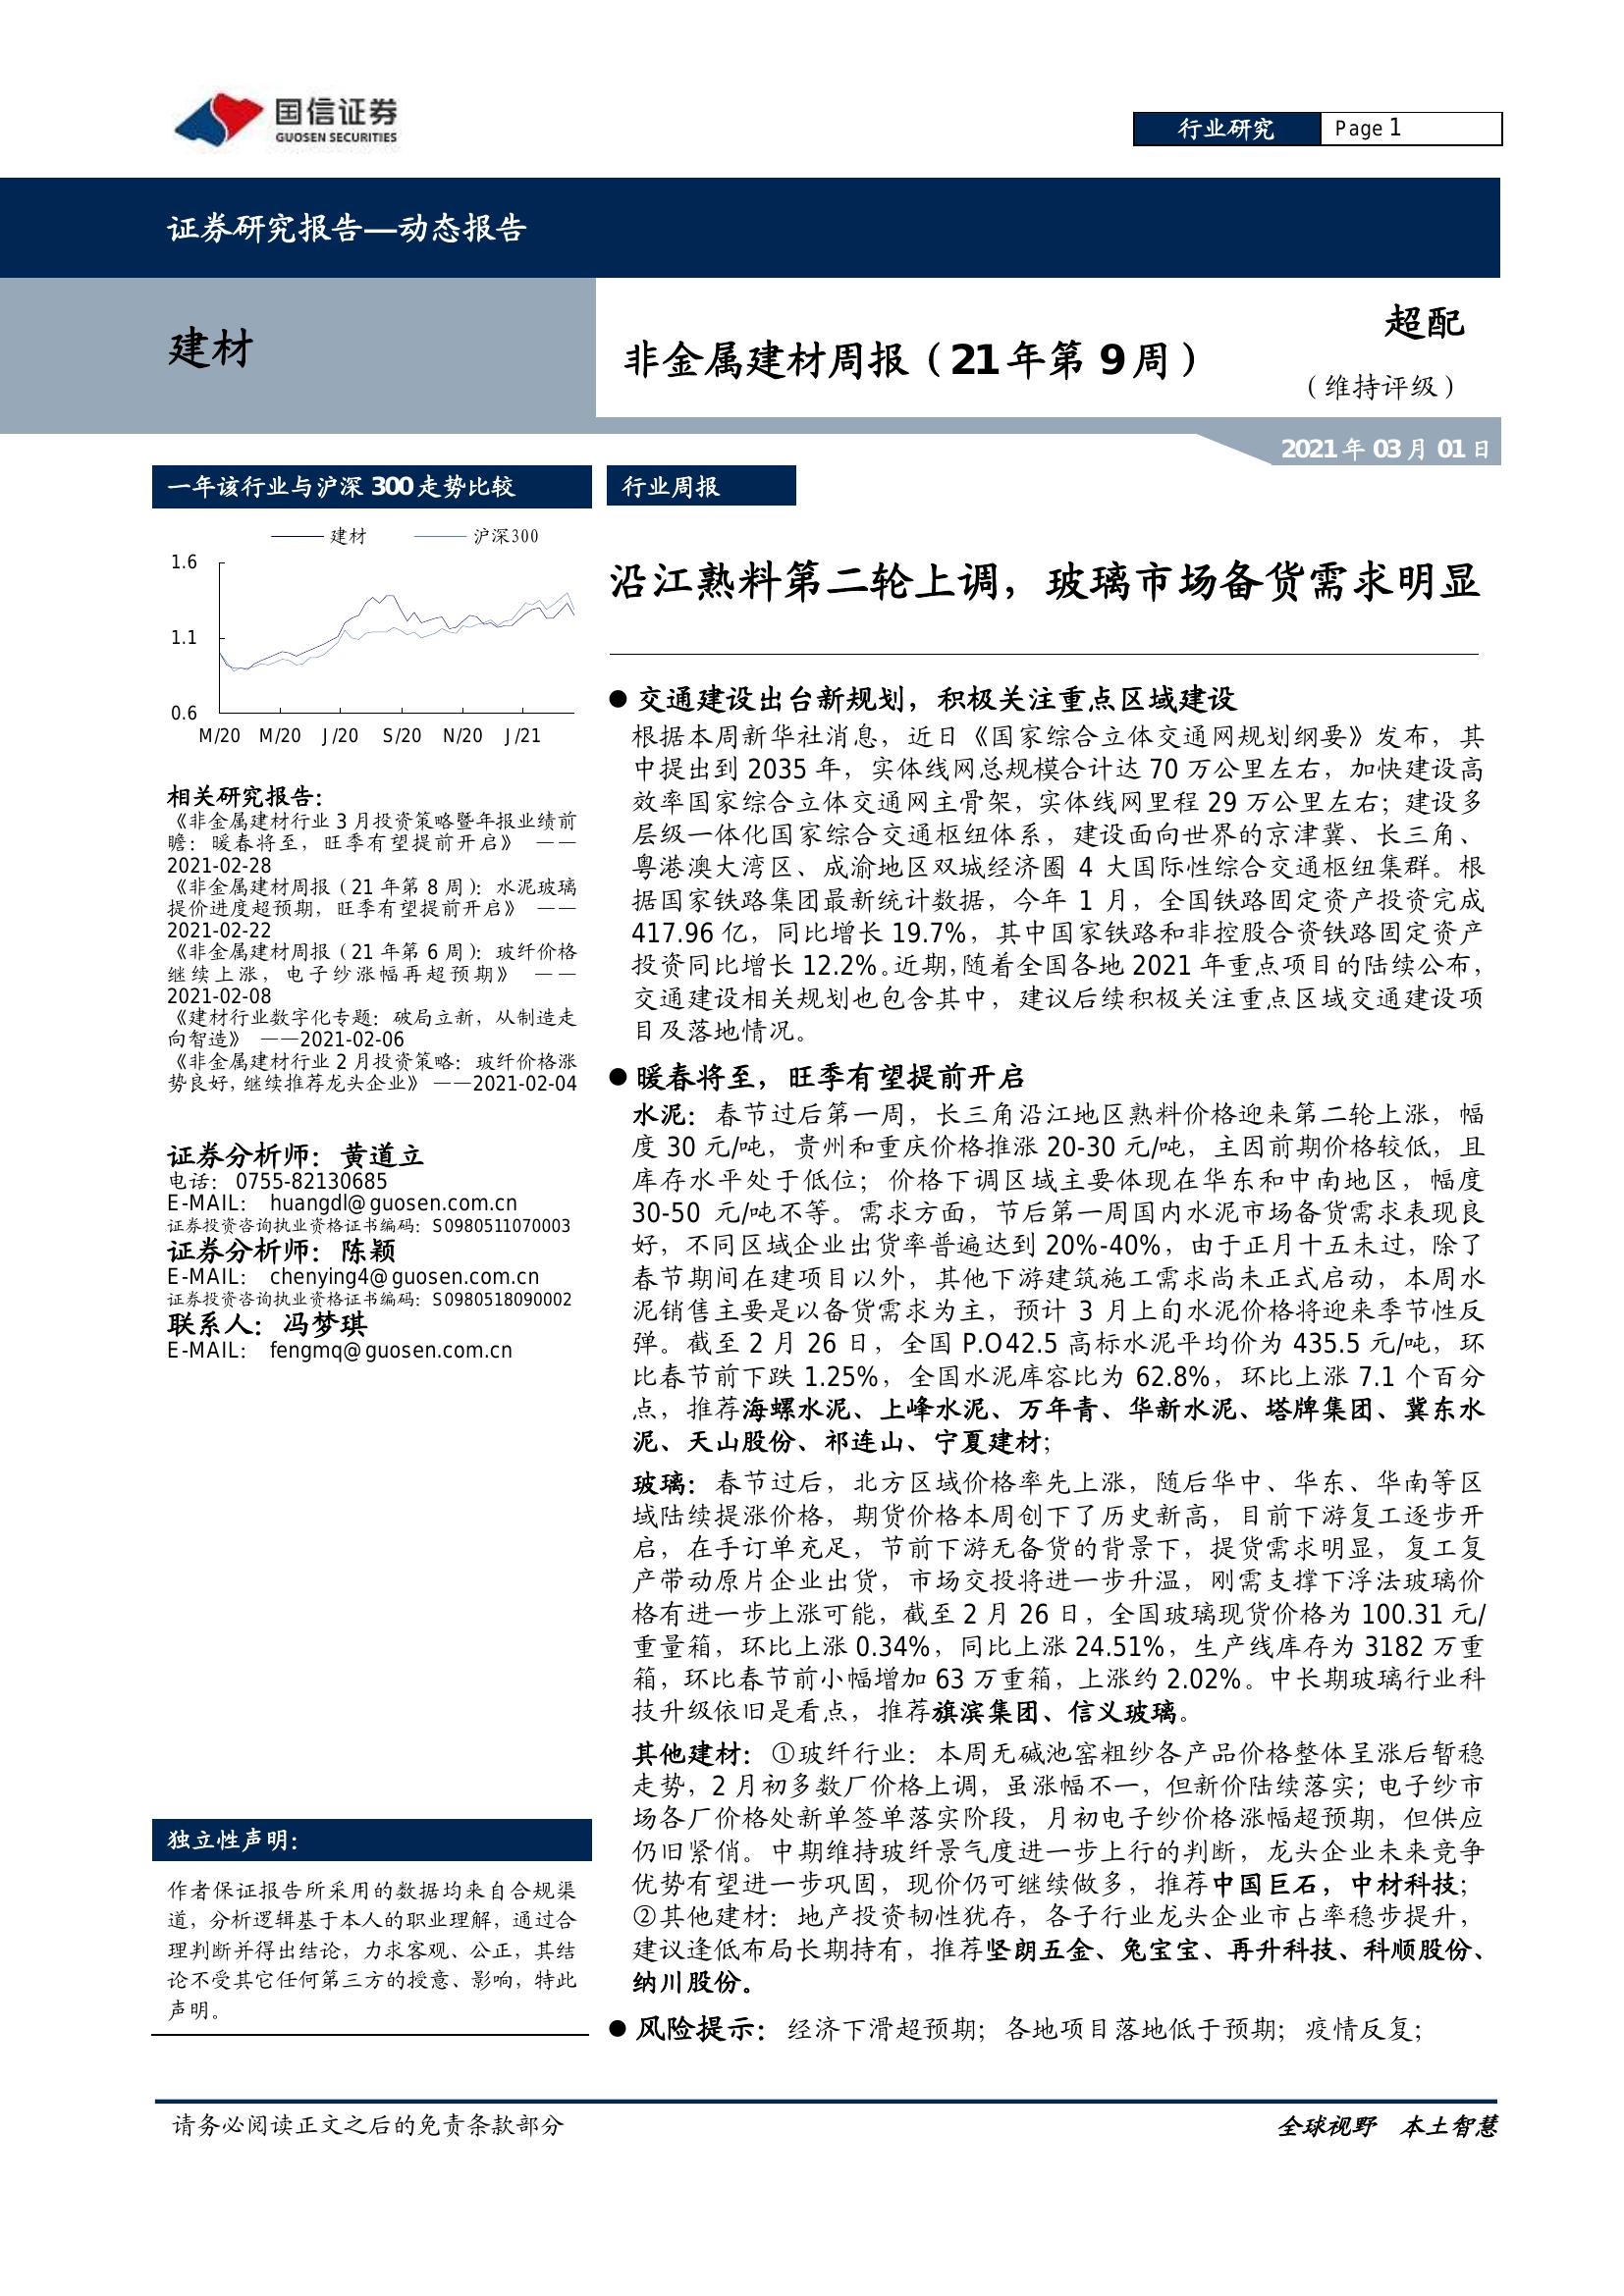 国信证券
GUOSEN SECURITIES
行业研究
Page 1
证券研究报告—动态报告
建材
非金属建材周报（21年第 9周）
超配
（维持评级）
2021 年 03 月 01 日
一年该行业与沪深 300走势比较
建材
沪深300
1.6
1.1
0.6
M/20 M/20 J/20 S/20 N/20 J/21
相关研究报告：
《非金属建材行业 3 月投资策略暨年报业绩前
瞻：暖春将至，旺季有望提前开启》 ——
2021-02-28
《非金属建材周报（21 年第 8 周）：水泥玻璃
提价进度超预期，旺季有望提前开启》 ——
2021-02-22
《非金属建材周报（21 年第 6 周）：玻纤价格
继续上涨，电子纱涨幅再超预期》 ——
2021-02-08
《建材行业数字化专题：破局立新，从制造走
向智造》 ——2021-02-06
《非金属建材行业 2 月投资策略：玻纤价格涨
势良好，继续推荐龙头企业》 ——2021-02-04
证券分析师：黄道立
电话： 0755-82130685
E-MAIL： huangdl@guosen.com.cn
证券投资咨询执业资格证书编码：S0980511070003
证券分析师：陈颖
E-MAIL： chenying4@guosen.com.cn
证券投资咨询执业资格证书编码：S0980518090002
联系人：冯梦琪
E-MAIL： fengmq@guosen.com.cn
独立性声明：
作者保证报告所采用的数据均来自合规渠
道，分析逻辑基于本人的职业理解，通过合
理判断并得出结论，力求客观、公正，其结
论不受其它任何第三方的授意、影响，特此
声明。
行业周报
沿江熟料第二轮上调，玻璃市场备货需求明显
● 交通建设出台新规划，积极关注重点区域建设
根据本周新华社消息，近日《国家综合立体交通网规划纲要》发布，其
中提出到 2035 年，实体线网总规模合计达 70 万公里左右，加快建设高
效率国家综合立体交通网主骨架，实体线网里程 29 万公里左右；建设多
层级一体化国家综合交通枢纽体系，建设面向世界的京津冀、长三角、
粤港澳大湾区、成渝地区双城经济圈 4 大国际性综合交通枢纽集群。根
据国家铁路集团最新统计数据，今年 1 月，全国铁路固定资产投资完成
417.96 亿，同比增长 19.7%，其中国家铁路和非控股合资铁路固定资产
投资同比增长 12.2%。近期，随着全国各地 2021 年重点项目的陆续公布，
交通建设相关规划也包含其中，建议后续积极关注重点区域交通建设项
目及落地情况。
● 暖春将至，旺季有望提前开启
水泥：春节过后第一周，长三角沿江地区熟料价格迎来第二轮上涨，幅
度 30 元/吨，贵州和重庆价格推涨 20-30 元/吨，主因前期价格较低，且
库存水平处于低位；价格下调区域主要体现在华东和中南地区，幅度
30-50 元/吨不等。需求方面，节后第一周国内水泥市场备货需求表现良
好，不同区域企业出货率普遍达到 20%-40%，由于正月十五未过，除了
春节期间在建项目以外，其他下游建筑施工需求尚未正式启动，本周水
泥销售主要是以备货需求为主，预计 3 月上旬水泥价格将迎来季节性反
弹。截至 2 月 26 日，全国 P.O42.5 高标水泥平均价为 435.5 元/吨，环
比春节前下跌 1.25%，全国水泥库容比为 62.8%，环比上涨 7.1 个百分
点，推荐海螺水泥、上峰水泥、万年青、华新水泥、塔牌集团、冀东水
泥、天山股份、祁连山、宁夏建材；
玻璃：春节过后，北方区域价格率先上涨，随后华中、华东、华南等区
域陆续提涨价格，期货价格本周创下了历史新高，目前下游复工逐步开
启，在手订单充足，节前下游无备货的背景下，提货需求明显，复工复
产带动原片企业出货，市场交投将进一步升温，刚需支撑下浮法玻璃价
格有进一步上涨可能，截至 2 月 26 日，全国玻璃现货价格为 100.31 元/
重量箱，环比上涨 0.34%，同比上涨 24.51%，生产线库存为 3182 万重
箱，环比春节前小幅增加 63 万重箱，上涨约 2.02%。中长期玻璃行业科
技升级依旧是看点，推荐旗滨集团、信义玻璃。
其他建材：①玻纤行业：本周无碱池窑粗纱各产品价格整体呈涨后暂稳
走势，2 月初多数厂价格上调，虽涨幅不一，但新价陆续落实；电子纱市
场各厂价格处新单签单落实阶段，月初电子纱价格涨幅超预期，但供应
仍旧紧俏。中期维持玻纤景气度进一步上行的判断，龙头企业未来竞争
优势有望进一步巩固，现价仍可继续做多，推荐中国巨石，中材科技；
②其他建材：地产投资韧性犹存，各子行业龙头企业市占率稳步提升，
建议逢低布局长期持有，推荐坚朗五金、兔宝宝、再升科技、科顺股份、
纳川股份。
● 风险提示：经济下滑超预期；各地项目落地低于预期；疫情反复；
请务必阅读正文之后的免责条款部分
全球视野 本土智慧